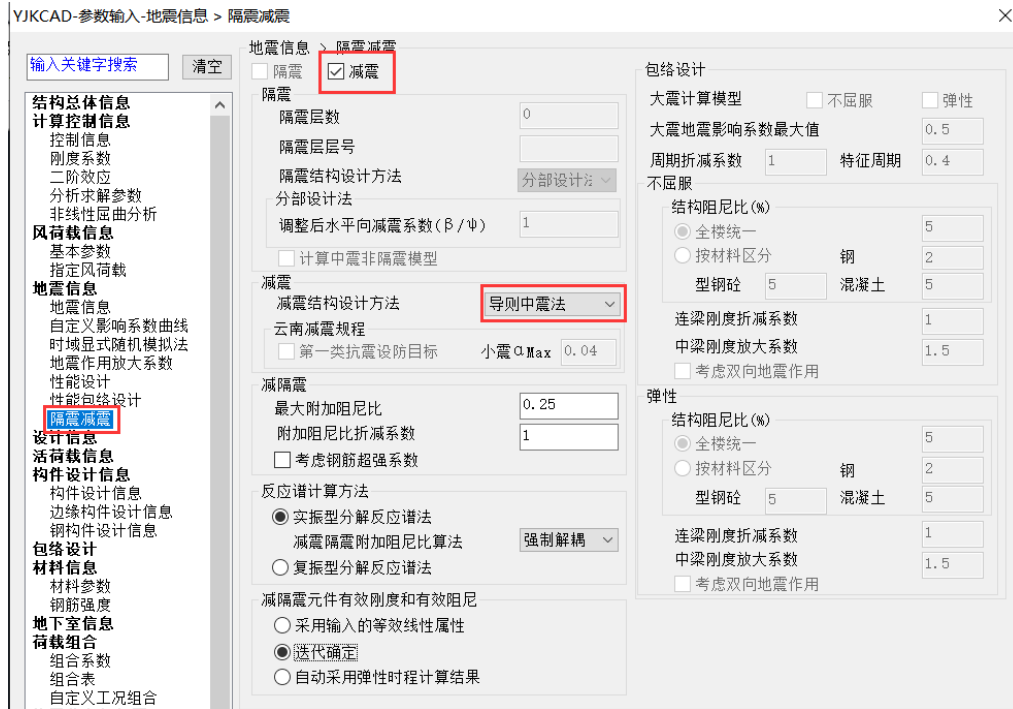 YJKCAD-参数输入-地震信息 > 隔震减震
输入关键字搜索
清空
结构总体信息
计算控制信息
控制信息
刚度系数
二阶效应
分析求解参数
非线性屈曲分析
风荷载信息
基本参数
指定风荷载
地震信息
地震信息
自定义影响系数曲线
时域显式随机模拟法
地震作用放大系数
性能设计
性能包络设计
隔震减震
设计信息
活荷载信息
构件设计信息
构件设计信息
边缘构件设计信息
钢构件设计信息
包络设计
材料信息
材料参数
钢筋强度
地下室信息
荷载组合
组合系数
组合表
自定义工况组合
地震信息 > 隔震减震
隔震 减震
隔震
隔震层数 0
隔震层层号
隔震结构设计方法 分部设计法
分部设计法
调整后水平向减震系数(β/ψ) 1
计算中震非隔震模型
减震
减震结构设计方法 导则中震法
云南减震规程
第一类抗震设防目标 小震αMax 0.04
减隔震
最大附加阻尼比 0.25
附加阻尼比折减系数 1
考虑钢筋超强系数
反应谱计算方法
实振型分解反应谱法
减震隔震附加阻尼比算法 强制解耦
复振型分解反应谱法
减隔震元件有效刚度和有效阻尼
采用输入的等效线性属性
迭代确定
自动采用弹性时程计算结果
包络设计
大震计算模型 不屈服 弹性
大震地震影响系数最大值 0.5
周期折减系数 1 特征周期 0.4
不屈服
结构阻尼比(%)
全楼统一 5
按材料区分 钢 2
型钢砼 5 混凝土 5
连梁刚度折减系数 1
中梁刚度放大系数 1.5
考虑双向地震作用
弹性
结构阻尼比(%)
全楼统一 5
按材料区分 钢 2
型钢砼 5 混凝土 5
连梁刚度折减系数 1
中梁刚度放大系数 1.5
考虑双向地震作用